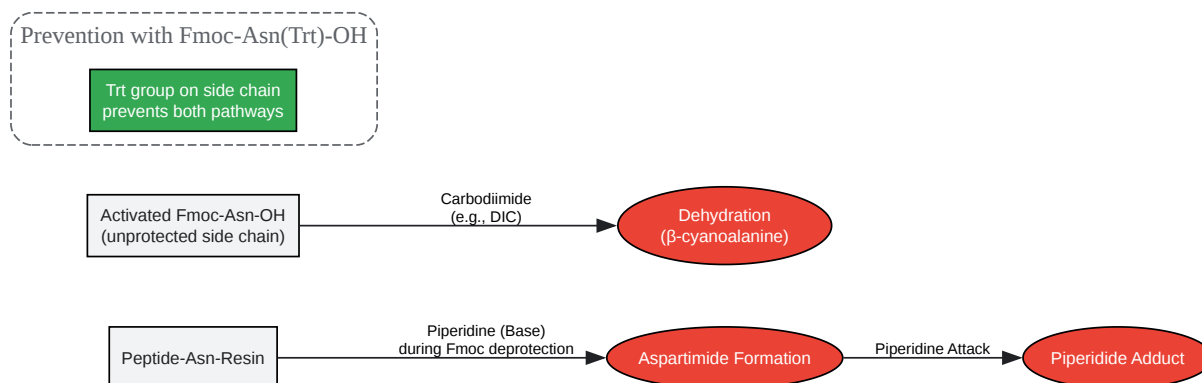 Prevention with Fmoc-Asn(Trt)-OH
Trt group on side chain
prevents both pathways
Activated Fmoc-Asn-OH
(unprotected side chain)
Carbodiimide
(e.g., DIC)
Dehydration
(β-cyanoalanine)
Peptide-Asn-Resin
Piperidine (Base)
during Fmoc deprotection
Aspartimide Formation
Piperidine Attack
Piperidide Adduct